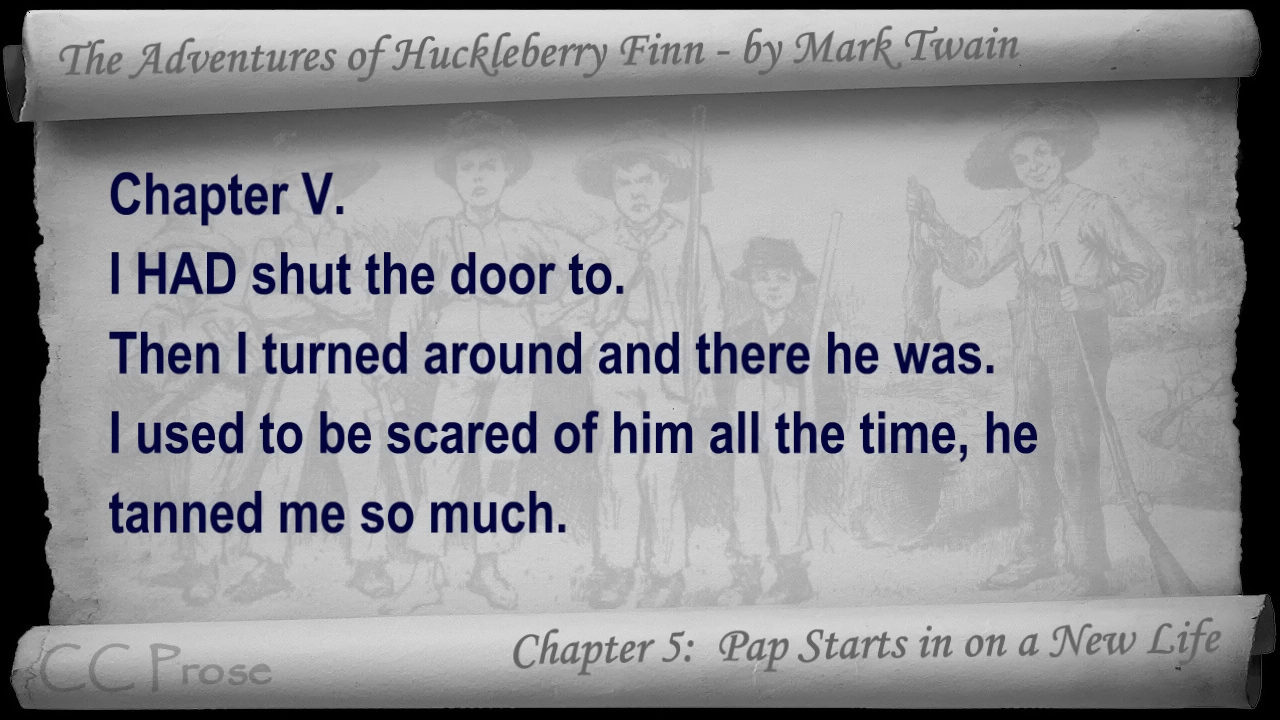 The Adventures of Huckleberry Finn - by Mark Twain
Chapter V.
I HAD shut the door to.
Then I turned around and there he was.
I used to be scared of him all the time, he
tanned me so much.
Chapter 5: Pap Starts in on a New Life
CC Prose